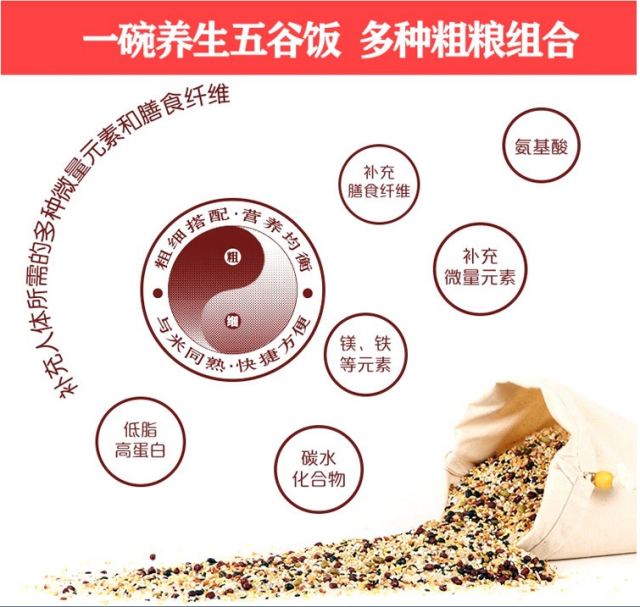 一碗养生五谷饭 多种粗粮组合
补充人体所需的多种微量元素和膳食纤维
氨基酸
补充
膳食纤维
粗细搭配·营养均衡
粗
细
与米同熟·快捷方便
补充
微量元素
镁、铁
等元素
低脂
高蛋白
碳水
化合物